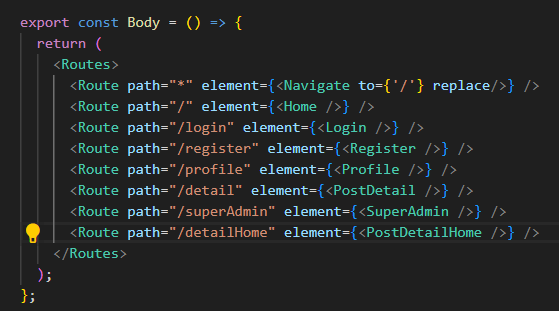 export const Body = () => {
  return (
    <Routes>
      <Route path="*" element={<Navigate to={'/'} replace/>} />
      <Route path="/" element={<Home />} />
      <Route path="/login" element={<Login />} />
      <Route path="/register" element={<Register />} />
      <Route path="/profile" element={<Profile />} />
      <Route path="/detail" element={<PostDetail />} />
      <Route path="/superAdmin" element={<SuperAdmin />} />
      <Route path="/detailHome" element={<PostDetailHome />} />
    </Routes>
  );
};